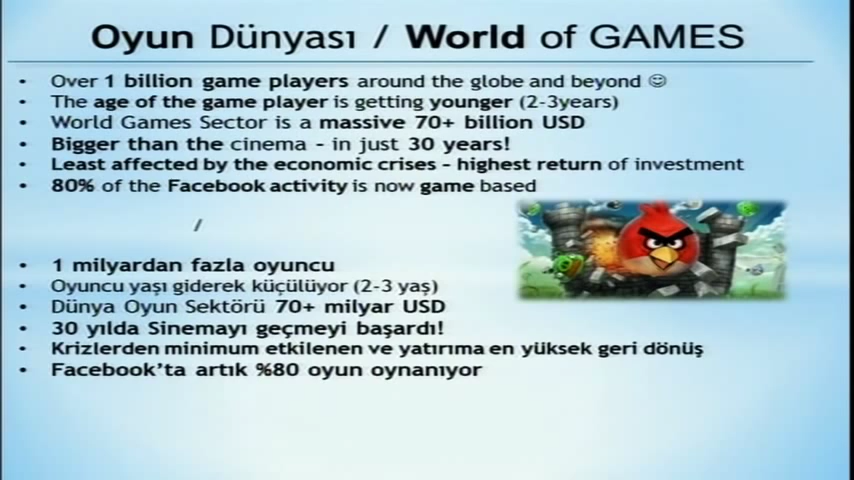 Oyun Dünyası / World of GAMES
• Over 1 billion game players around the globe and beyond ☺
• The age of the game player is getting younger (2-3years)
• World Games Sector is a massive 70+ billion USD
• Bigger than the cinema - in just 30 years!
• Least affected by the economic crises - highest return of investment
• 80% of the Facebook activity is now game based
/
• 1 milyardan fazla oyuncu
• Oyuncu yaşı giderek küçülüyor (2-3 yaş)
• Dünya Oyun Sektörü 70+ milyar USD
• 30 yılda Sinemayı geçmeyi başardı!
• Krizlerden minimum etkilenen ve yatırıma en yüksek geri dönüş
• Facebook'ta artık %80 oyun oynanıyor